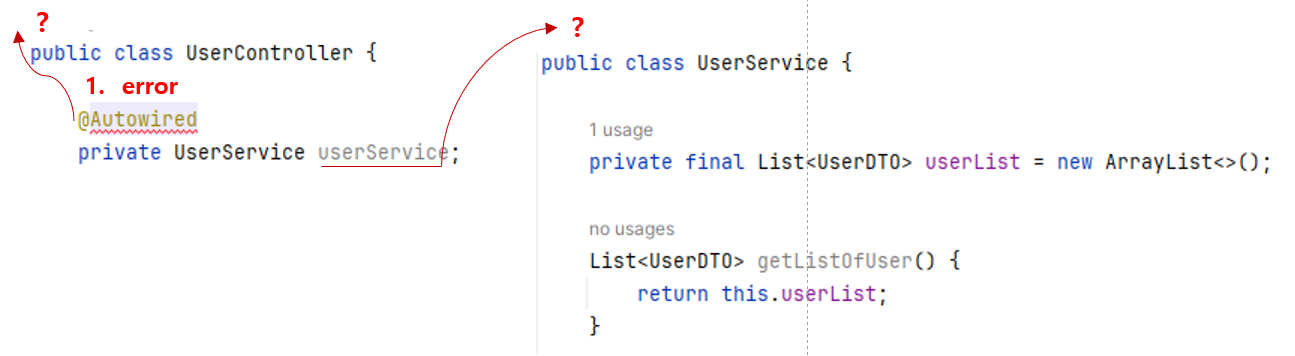 ?
public class UserController {
1. error
@Autowired
private UserService userService;
?
public class UserService {
1 usage
private final List<UserDTO> userList = new ArrayList<>();
no usages
List<UserDTO> getListOfUser() {
return this.userList;
}